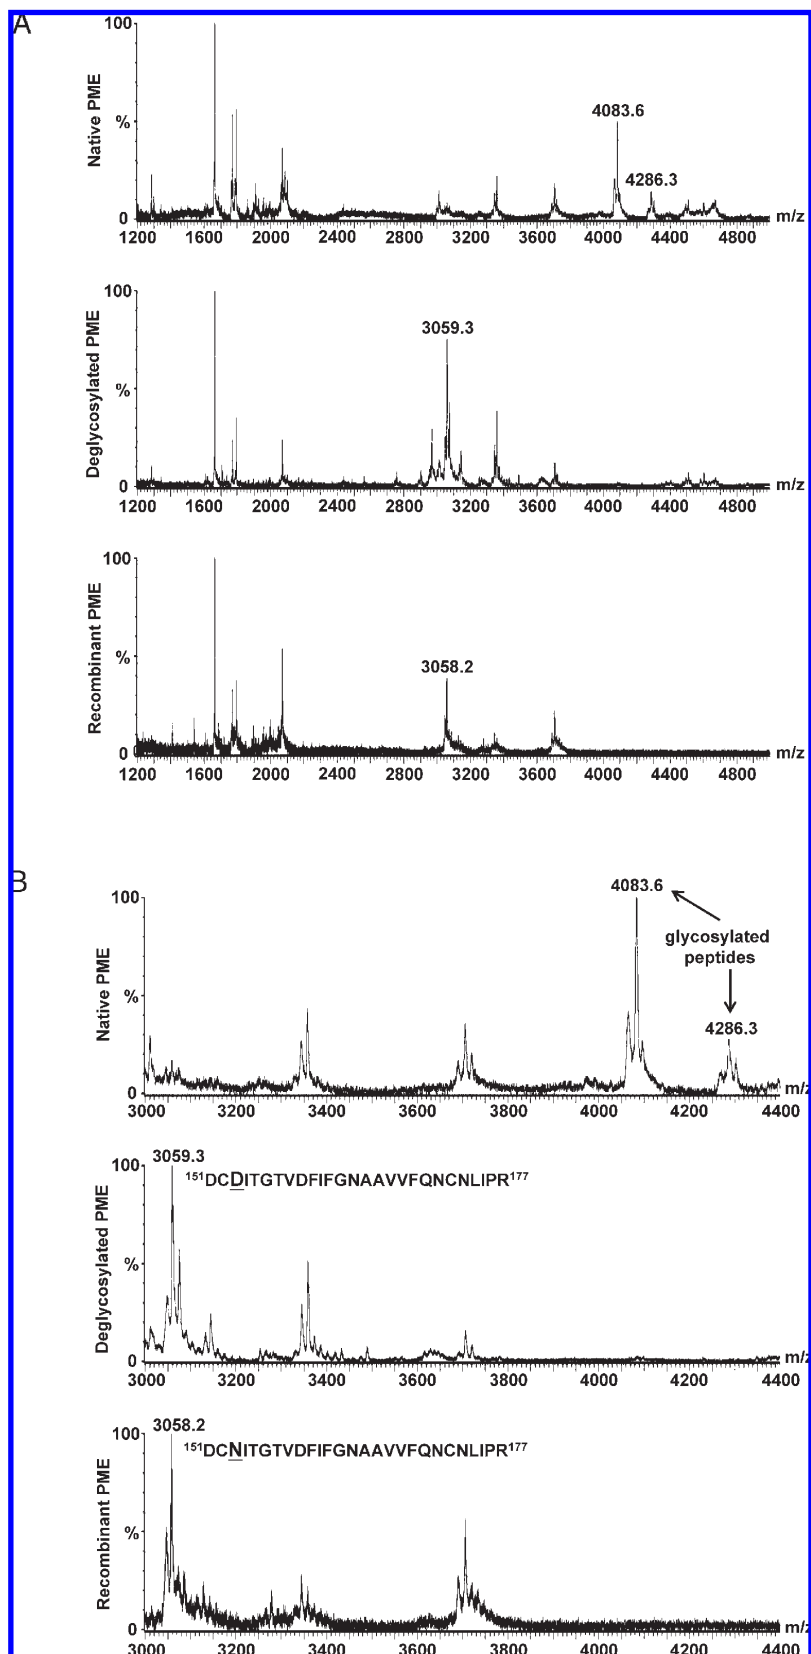 A
100
Native PME
%
4083.6
4286.3
0
m/z
1200 1600 2000 2400 2800 3200 3600 4000 4400 4800
100
Deglycosylated PME
%
3059.3
0
m/z
1200 1600 2000 2400 2800 3200 3600 4000 4400 4800
100
Recombinant PME
%
3058.2
0
m/z
1200 1600 2000 2400 2800 3200 3600 4000 4400 4800
B
4083.6
100
glycosylated
peptides
Native PME
%
4286.3
0
m/z
3000 3200 3400 3600 3800 4000 4200 4400
3059.3
100
¹⁵¹DCDITGTVDFIFGNAAVVFQNCNLIPR¹⁷⁷
Deglycosylated PME
%
0
m/z
3000 3200 3400 3600 3800 4000 4200 4400
3058.2
100
¹⁵¹DCNITGTVDFIFGNAAVVFQNCNLIPR¹⁷⁷
Recombinant PME
%
0
m/z
3000 3200 3400 3600 3800 4000 4200 4400